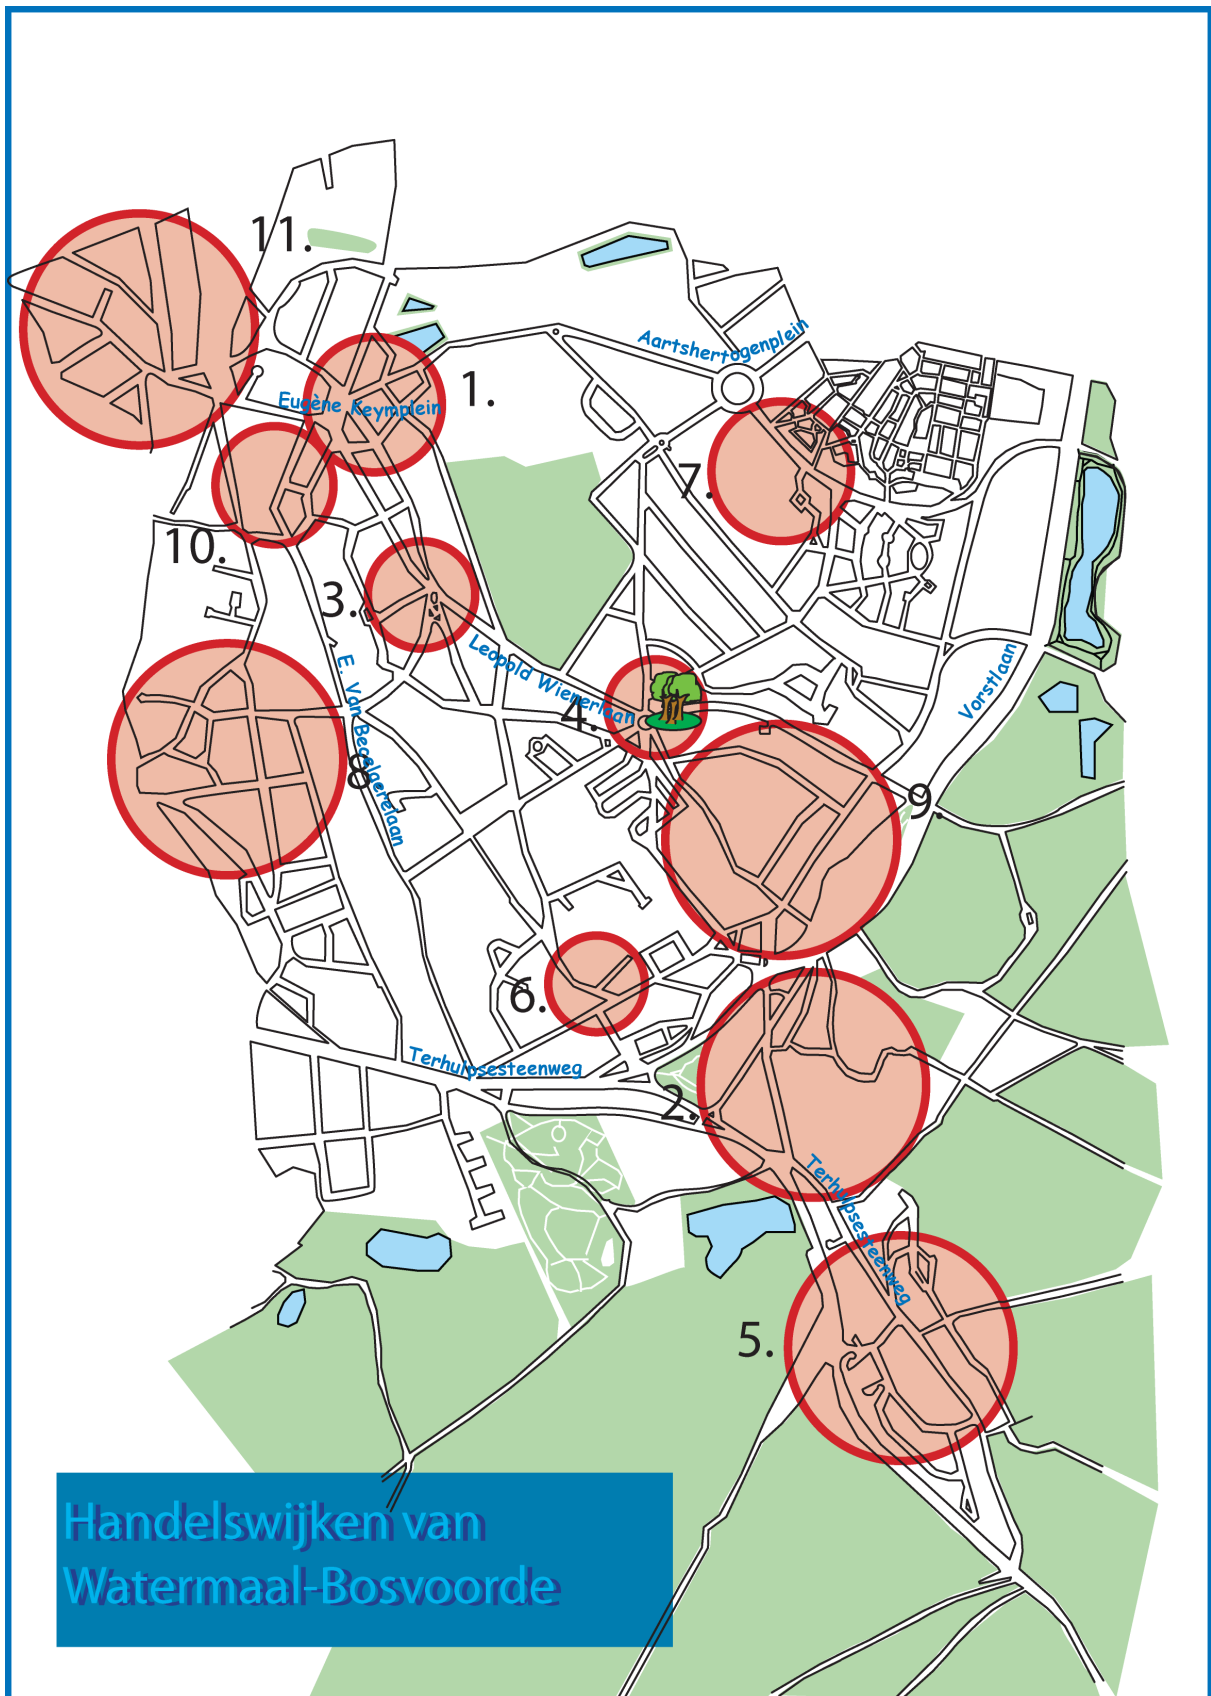 11.
Aartshertogenplein
1.
Eugène Keymplein
7.
10.
3.
Leopold Wienerlaan
Vorstlaan
4.
E. Van Becelaerelaan
8
9.
6.
Terhulpsesteenweg
2.
Terhulpsesteenweg
5.
Handelswijken van
Watermaal-Bosvoorde